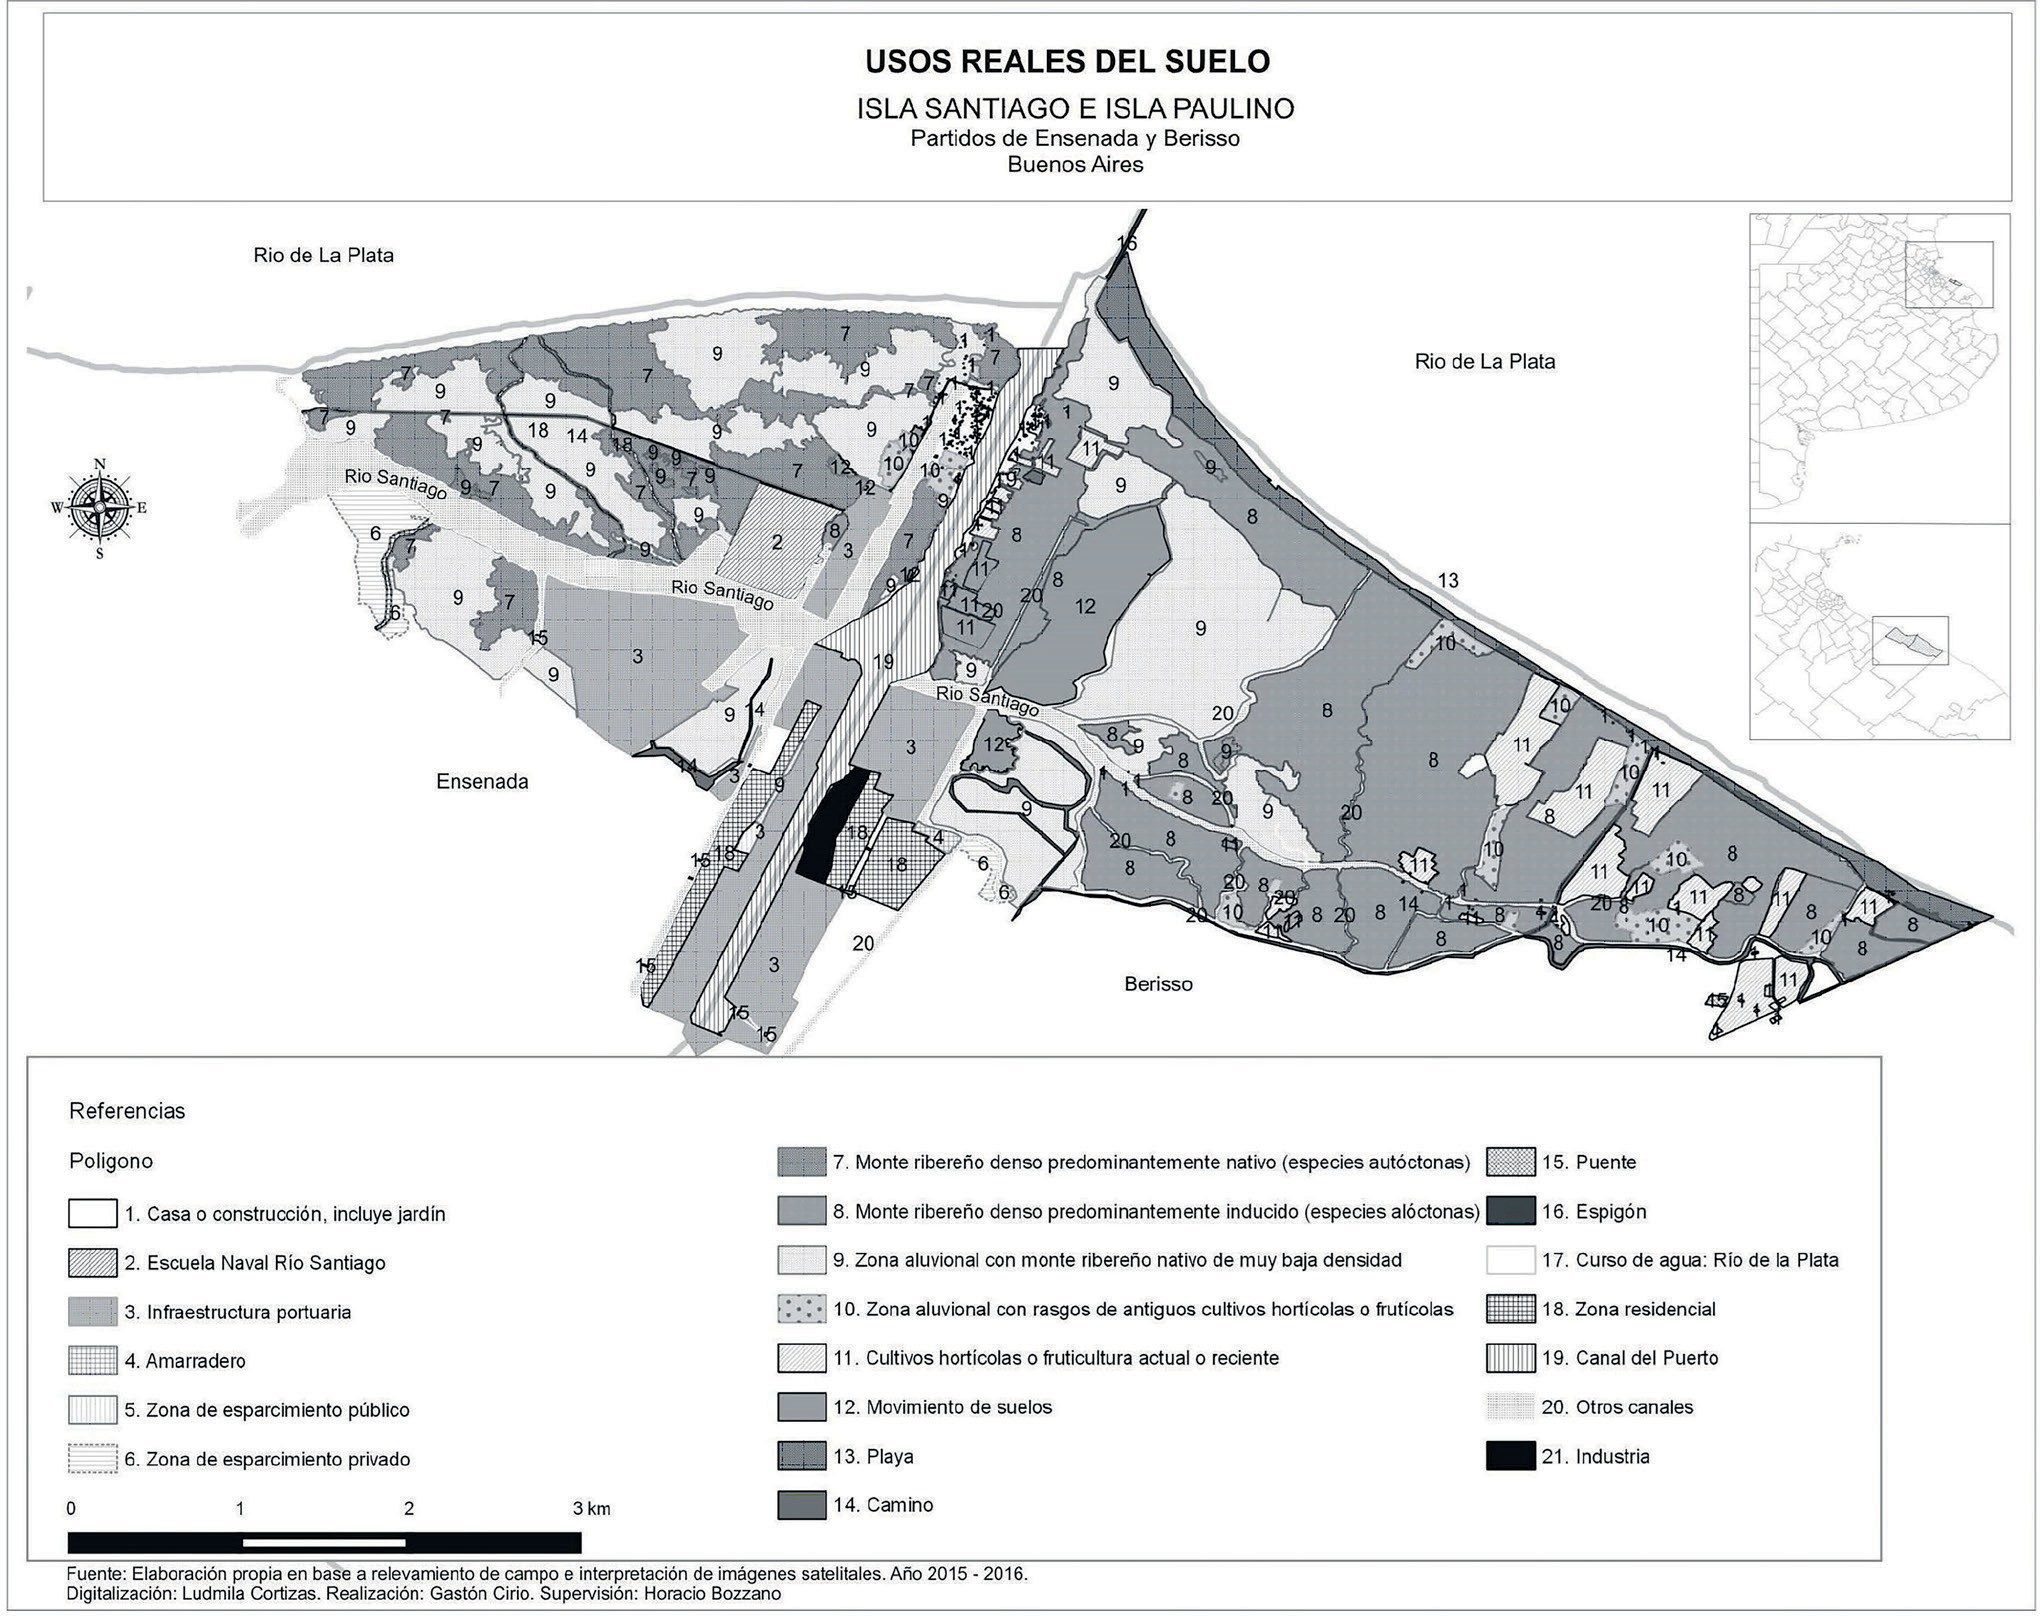 USOS REALES DEL SUELO
ISLA SANTIAGO E ISLA PAULINO
Partidos de Ensenada y Berisso
Buenos Aires
Rio de La Plata
Rio de La Plata
16
13
N
W E
S
Rio Santiago
Rio Santiago
Rio Santiago
19
Ensenada
Berisso
Referencias
Poligono
1. Casa o construcción, incluye jardín
2. Escuela Naval Río Santiago
3. Infraestructura portuaria
4. Amarradero
5. Zona de esparcimiento público
6. Zona de esparcimiento privado
7. Monte ribereño denso predominantemente nativo (especies autóctonas)
8. Monte ribereño denso predominantemente inducido (especies alóctonas)
9. Zona aluvional con monte ribereño nativo de muy baja densidad
10. Zona aluvional con rasgos de antiguos cultivos hortícolas o frutícolas
11. Cultivos hortícolas o fruticultura actual o reciente
12. Movimiento de suelos
13. Playa
14. Camino
15. Puente
16. Espigón
17. Curso de agua: Río de la Plata
18. Zona residencial
19. Canal del Puerto
20. Otros canales
21. Industria
0 1 2 3 km
Fuente: Elaboración propia en base a relevamiento de campo e interpretación de imágenes satelitales. Año 2015 - 2016.
Digitalización: Ludmila Cortizas. Realización: Gastón Cirio. Supervisión: Horacio Bozzano